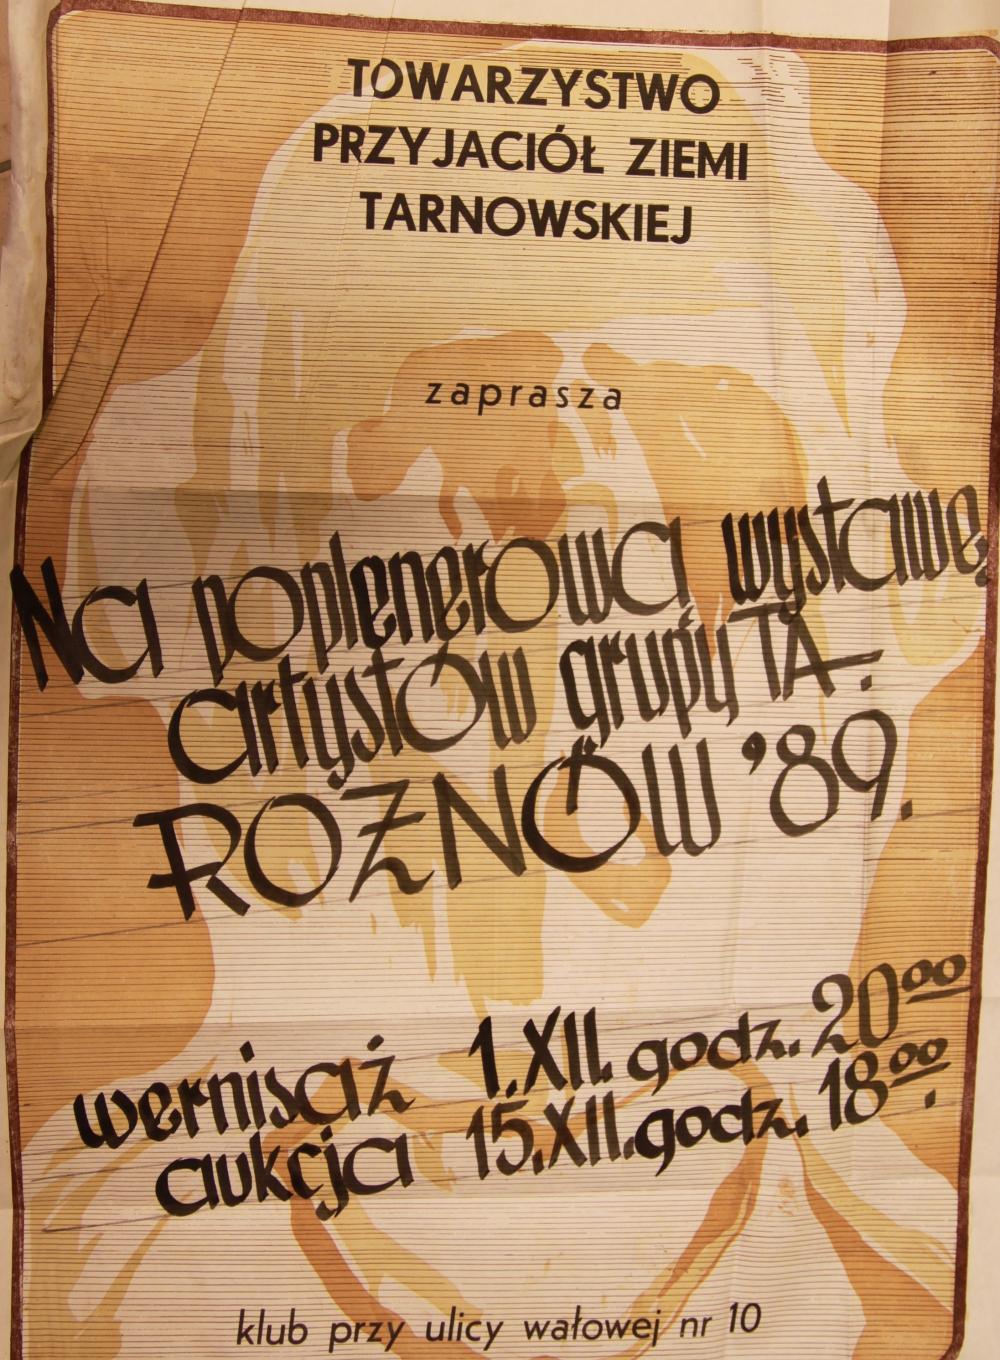 TOWARZYSTWO
PRZYJACIÓŁ ZIEMI
TARNOWSKIEJ
zaprasza
Na poplenerową wystawę
artystów grupy TA.
ROŻNÓW '89.
wernisaż 1.XII. godz. 20⁰⁰
aukcja 15.XII. godz. 18⁰⁰.
klub przy ulicy wałowej nr 10